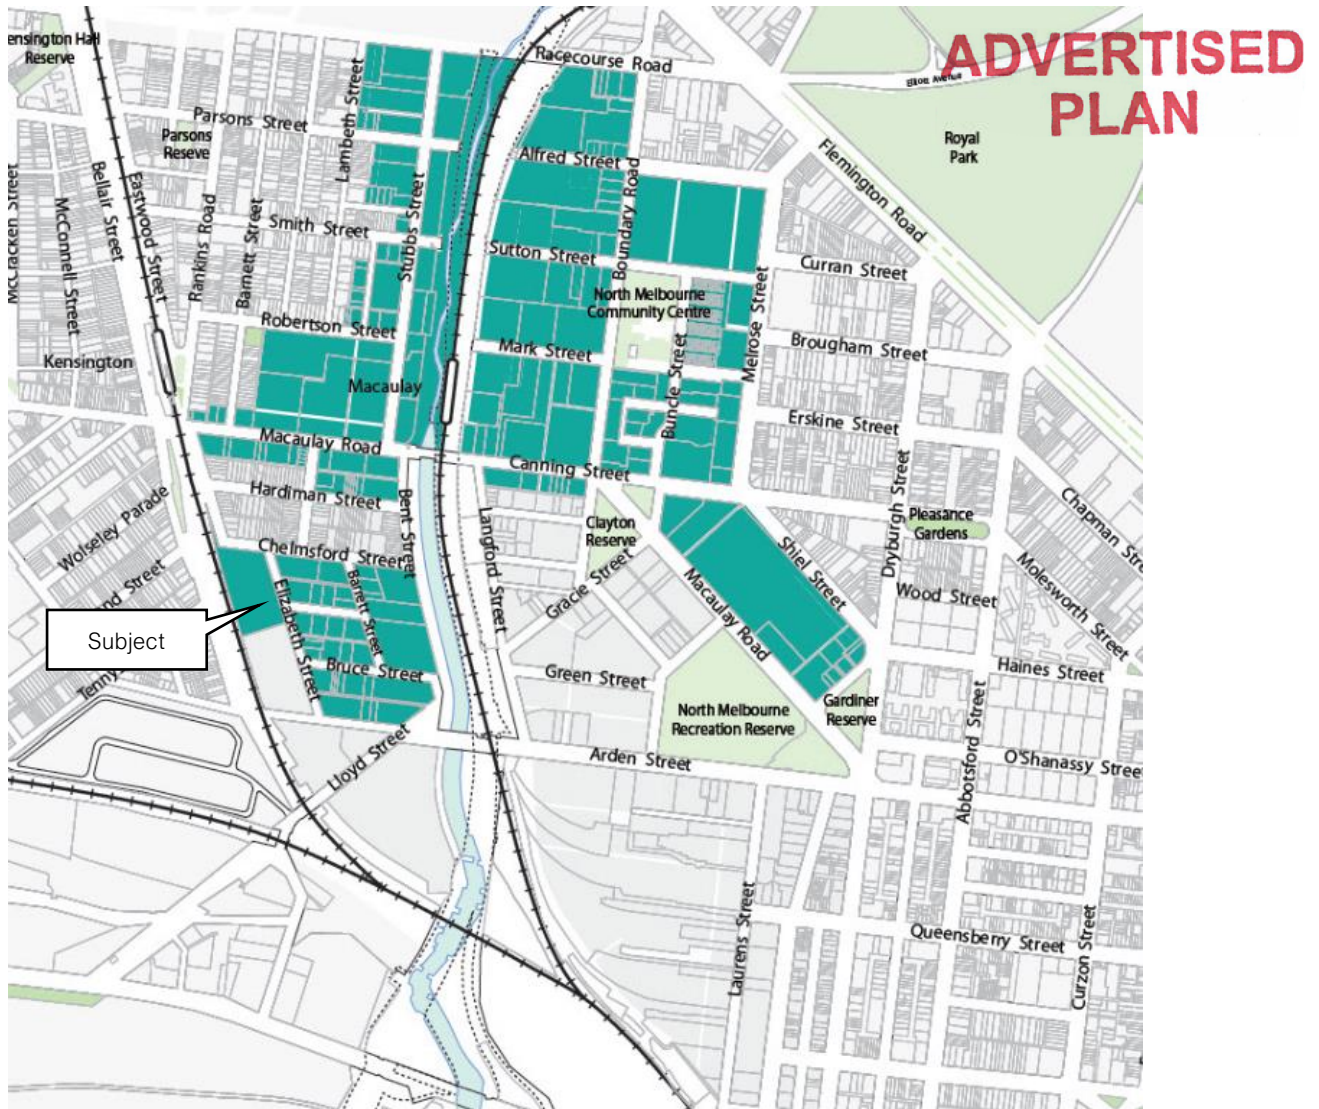 ADVERTISED
PLAN
ensington Hall
Reserve
Racecourse Road
Elliott Avenue
Royal
Park
Parsons Street
Parsons
Reseve
Lambeth Street
Alfred Street
Flemington Road
McCracken Street
McConnell Street
Bellair Street
Eastwood Street
Rankins Road
Barnett Street
Smith Street
Stubbs Street
Sutton Street
Boundary Road
Curran Street
North Melbourne
Community Centre
Melrose Street
Robertson Street
Mark Street
Brougham Street
Kensington
Macaulay
Buncle Street
Erskine Street
Macaulay Road
Canning Street
Hardiman Street
Bent Street
Langford Street
Clayton
Reserve
Dryburgh Street
Pleasance
Gardens
Chapman Stre
Wolseley Parade
Chelmsford Street
Shiel Street
Molesworth Street
Gracie Street
Macaulay Road
Wood Street
nd Street
Elizabeth Street
Barrett Street
Subject
Bruce Street
Green Street
Haines Street
Tenny
North Melbourne
Recreation Reserve
Gardiner
Reserve
Abbotsford Street
Lloyd Street
Arden Street
O'Shanassy Stree
Laurens Street
Queensberry Street
Curzon Street